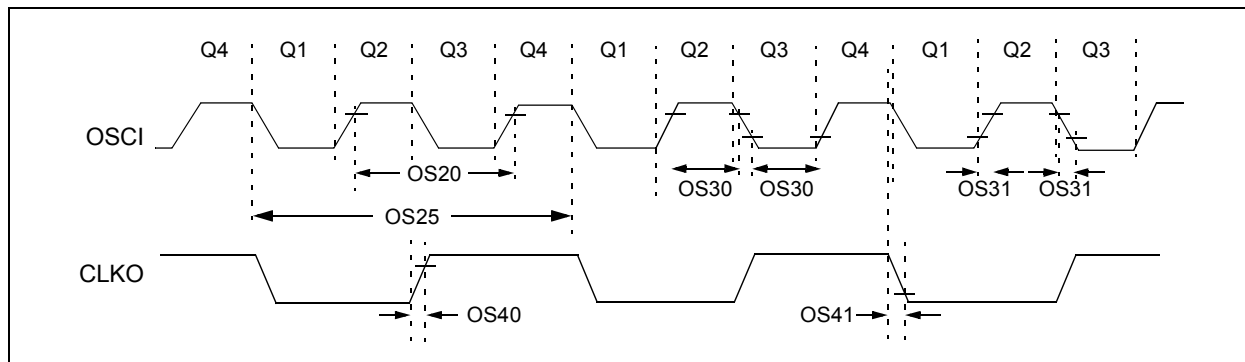 Q4 Q1 Q2 Q3 Q4 Q1 Q2 Q3 Q4 Q1 Q2 Q3
OSCI
OS20
OS30 OS30
OS31 OS31
OS25
CLKO
OS40
OS41